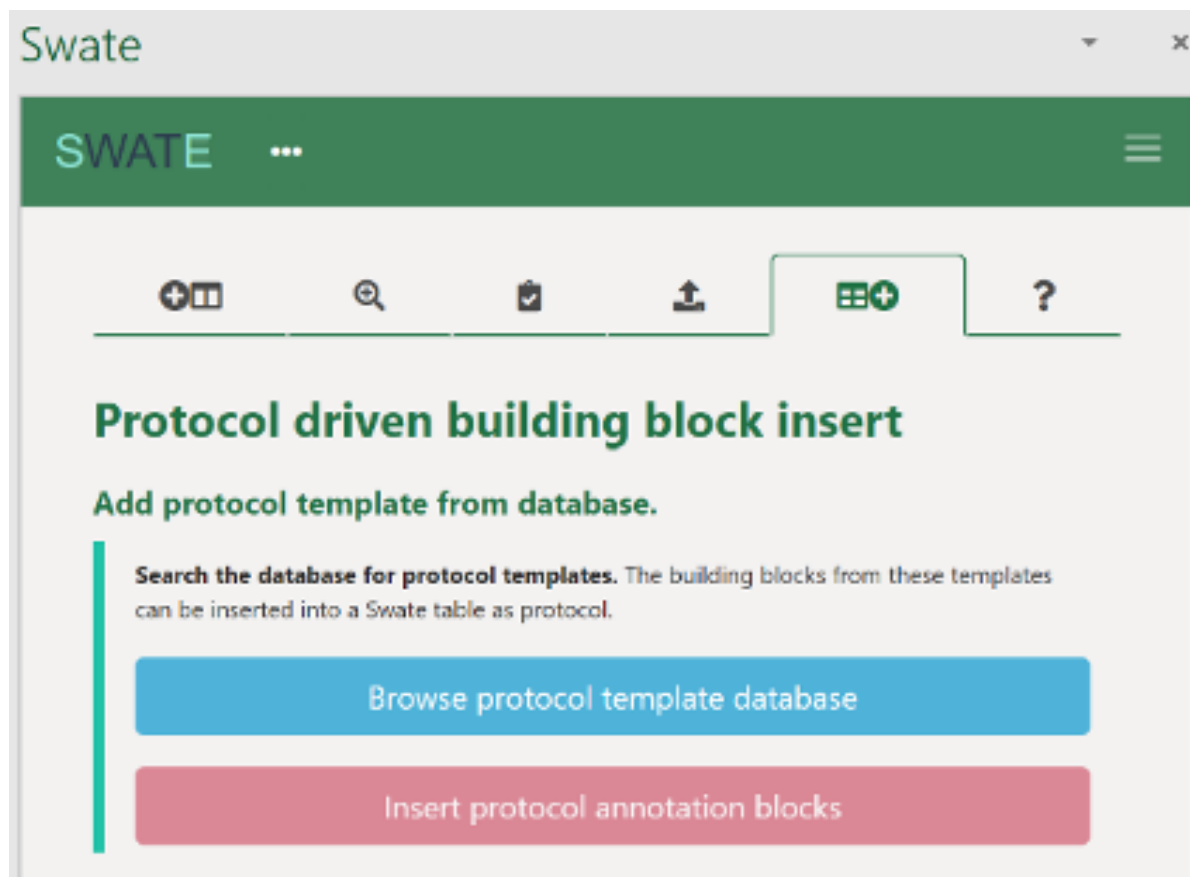 Swate
SWATE
?
Protocol driven building block insert
Add protocol template from database.
Search the database for protocol templates. The building blocks from these templates
can be inserted into a Swate table as protocol.
Browse protocol template database
Insert protocol annotation blocks